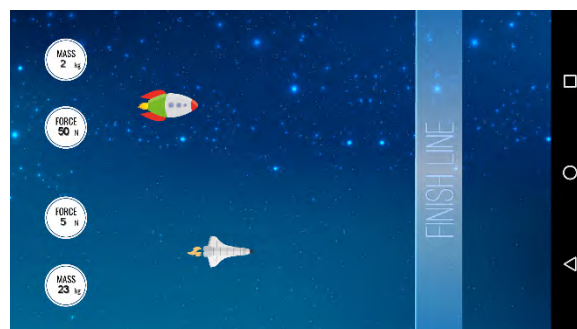 MASS
2 kg
FORCE
50 N
FORCE
5 N
MASS
23 kg
FINISH LINE